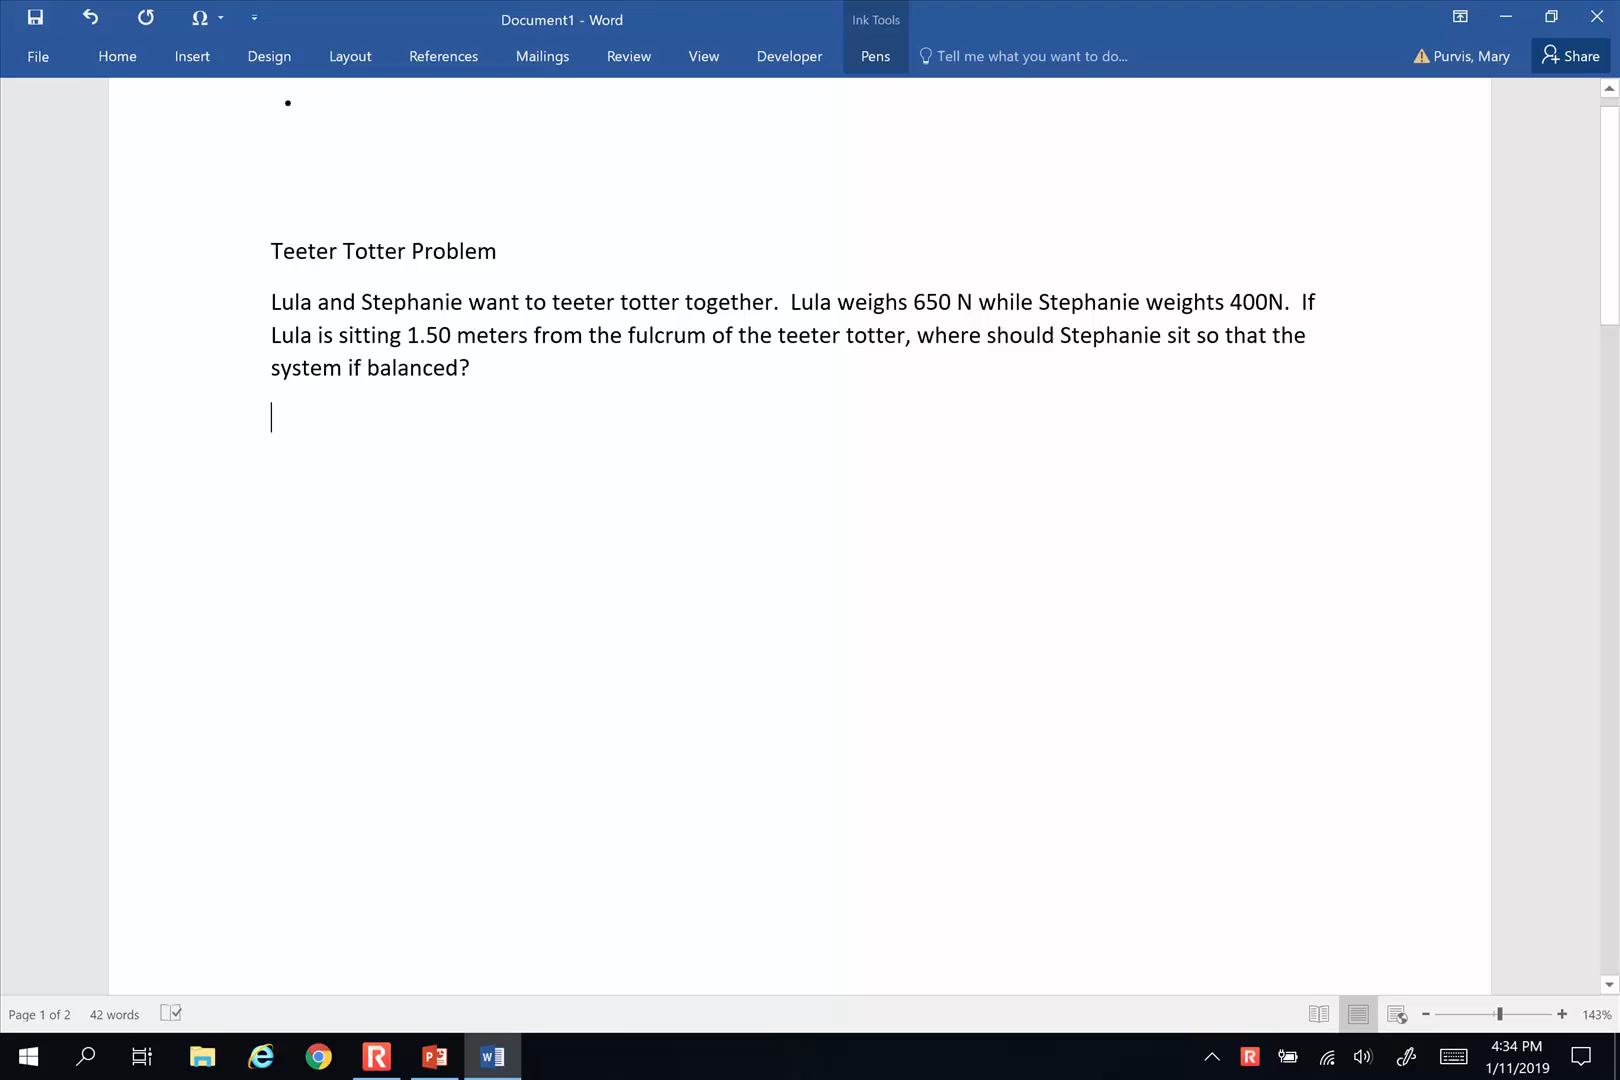 Document1 - Word
Ink Tools
File Home Insert Design Layout References Mailings Review View Developer Pens Tell me what you want to do... Purvis, Mary Share
Teeter Totter Problem
Lula and Stephanie want to teeter totter together.  Lula weighs 650 N while Stephanie weights 400N.  If
Lula is sitting 1.50 meters from the fulcrum of the teeter totter, where should Stephanie sit so that the
system if balanced?
Page 1 of 2 42 words 143%
4:34 PM
1/11/2019